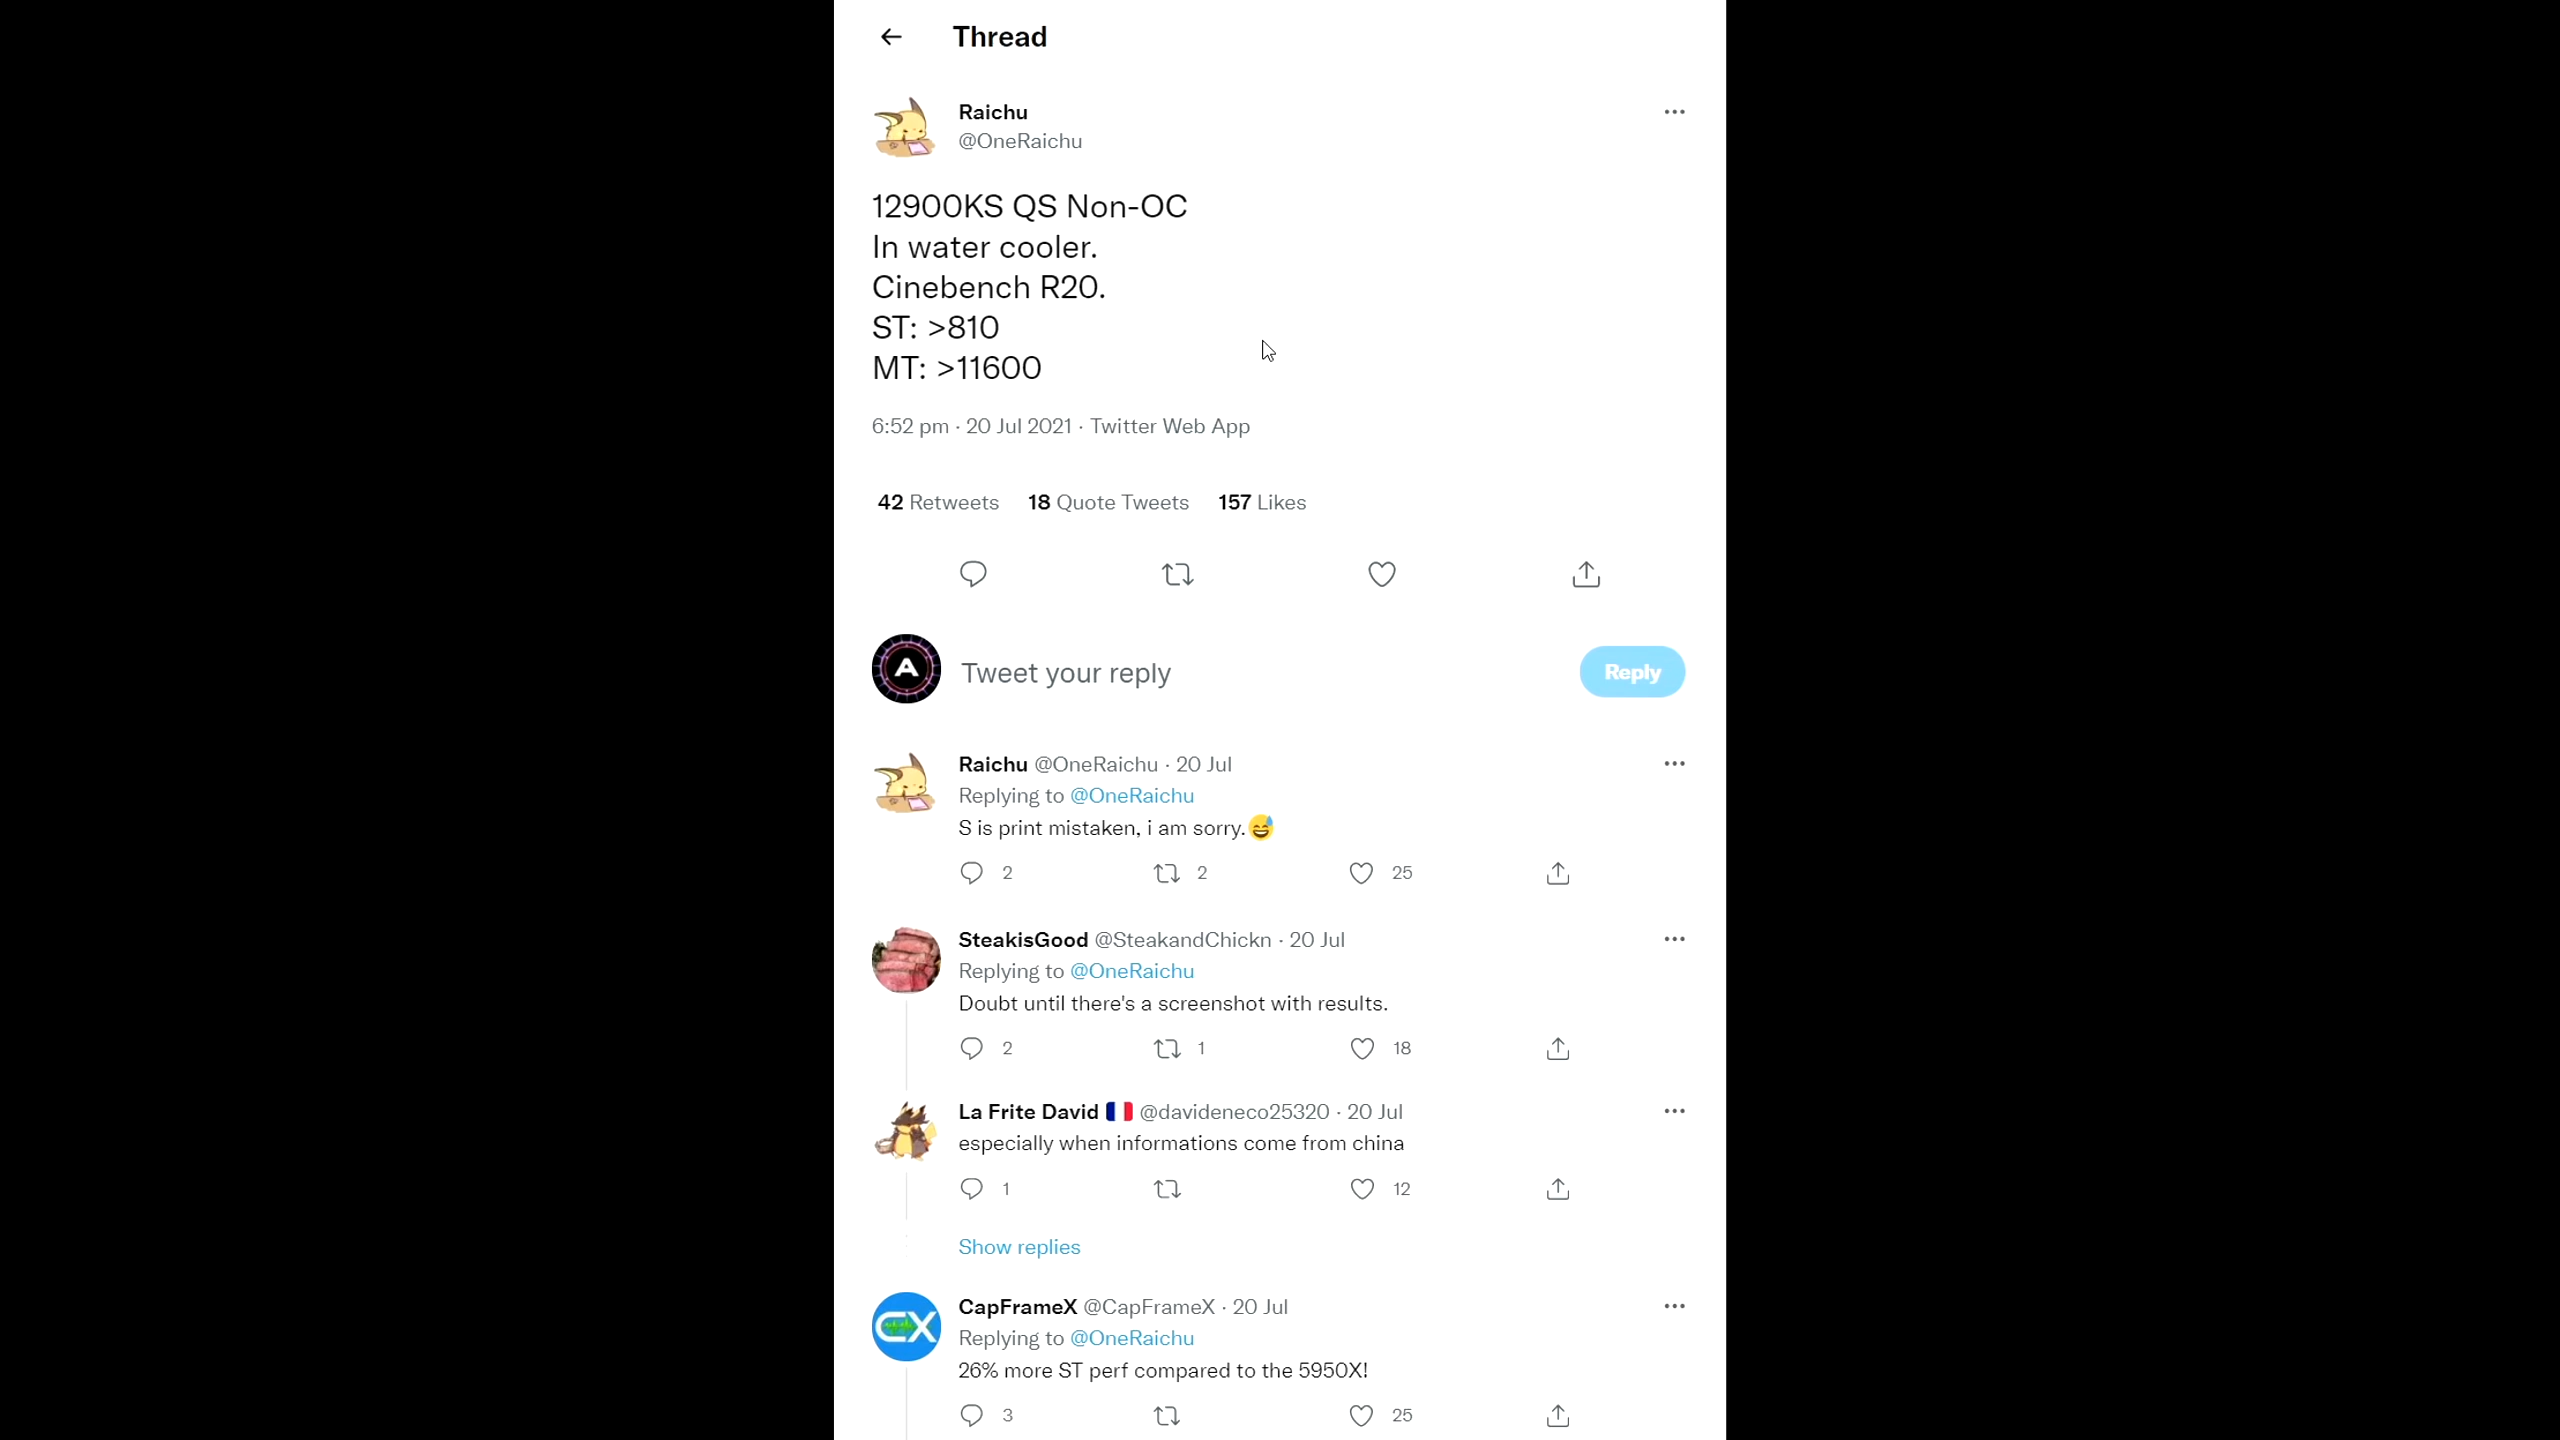 Thread
Raichu
@OneRaichu
12900KS QS Non-OC
In water cooler.
Cinebench R20.
ST: >810
MT: >11600
6:52 pm · 20 Jul 2021 · Twitter Web App
42 Retweets 18 Quote Tweets 157 Likes
A
Tweet your reply
Reply
Raichu @OneRaichu · 20 Jul
Replying to @OneRaichu
S is print mistaken, i am sorry.😅
2 2 25
SteakisGood @SteakandChickn · 20 Jul
Replying to @OneRaichu
Doubt until there's a screenshot with results.
2 1 18
La Frite David 🇫🇷 @davideneco25320 · 20 Jul
especially when informations come from china
1 12
Show replies
CX
CapFrameX @CapFrameX · 20 Jul
Replying to @OneRaichu
26% more ST perf compared to the 5950X!
3 25